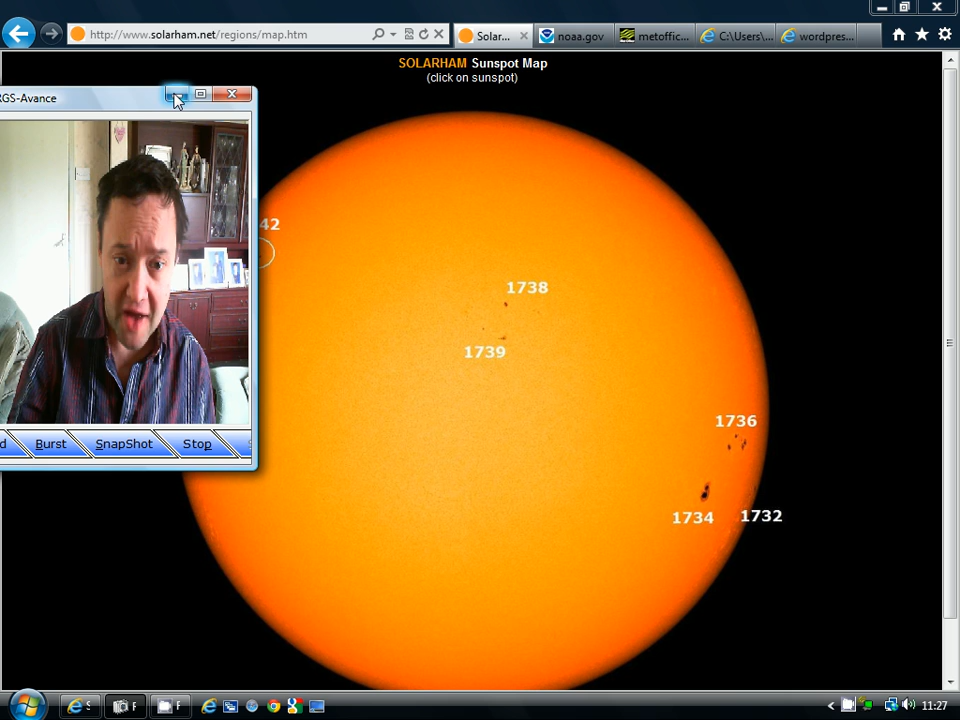 http://www.solarham.net/regions/map.htm
Solar...
noaa.gov
metoffic...
C:\Users\...
wordpres...
SOLARHAM Sunspot Map
(click on sunspot)
RGS-Avance
42
1738
1739
1736
1734
1732
d
Burst
SnapShot
Stop
S
F
F
11:27